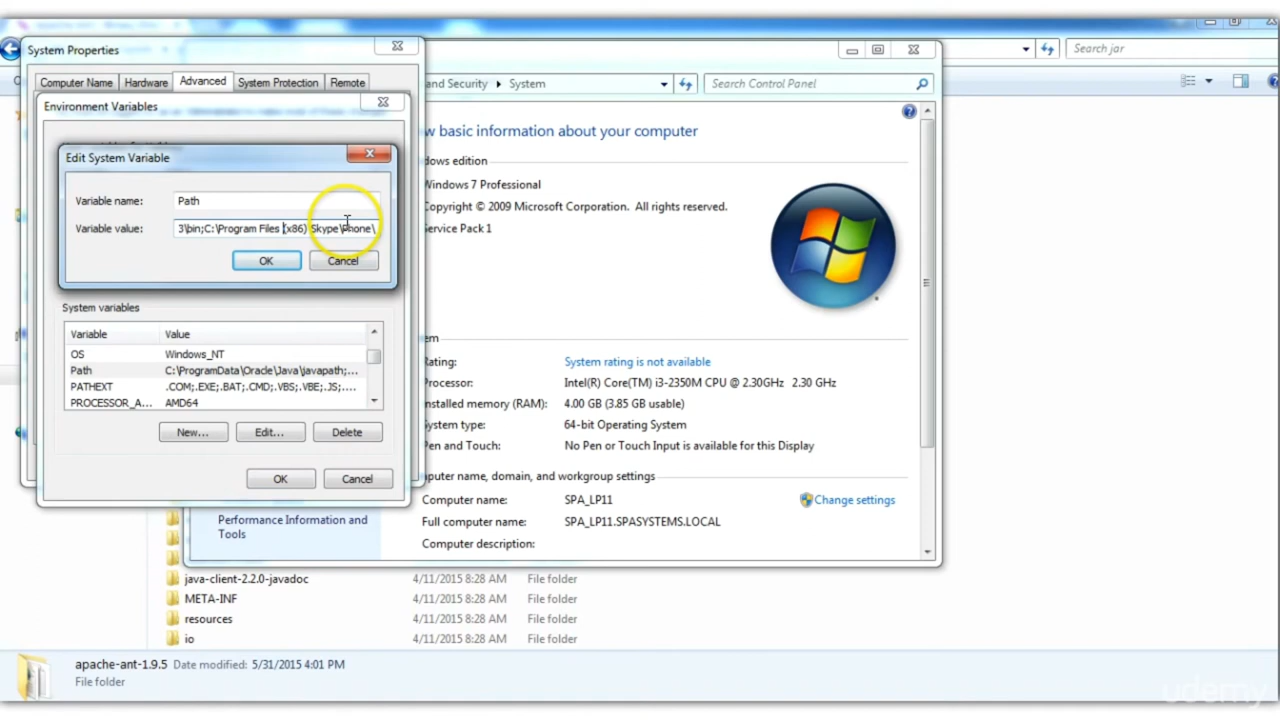 System Properties
Search jar
Computer Name Hardware Advanced System Protection Remote
and Security System Search Control Panel
Environment Variables
w basic information about your computer
Edit System Variable
dows edition
Windows 7 Professional
Variable name: Path
Copyright © 2009 Microsoft Corporation. All rights reserved.
Variable value: 3\bin;C:\Program Files (x86)\Skype\Phone\
Service Pack 1
OK Cancel
System variables
Variable Value
em
OS Windows_NT
Rating: System rating is not available
Path C:\ProgramData\Oracle\Java\javapath;...
Processor: Intel(R) Core(TM) i3-2350M CPU @ 2.30GHz 2.30 GHz
PATHEXT .COM;.EXE;.BAT;.CMD;.VBS;.VBE;.JS;....
PROCESSOR_A... AMD64
nstalled memory (RAM): 4.00 GB (3.85 GB usable)
System type: 64-bit Operating System
New... Edit... Delete
Pen and Touch: No Pen or Touch Input is available for this Display
mputer name, domain, and workgroup settings
OK Cancel
Computer name: SPA_LP11 Change settings
Performance Information and Tools
Full computer name: SPA_LP11.SPASYSTEMS.LOCAL
Computer description:
java-client-2.2.0-javadoc 4/11/2015 8:28 AM File folder
META-INF 4/11/2015 8:28 AM File folder
resources 4/11/2015 8:28 AM File folder
io 4/11/2015 8:28 AM File folder
apache-ant-1.9.5 Date modified: 5/31/2015 4:01 PM
File folder
udemy